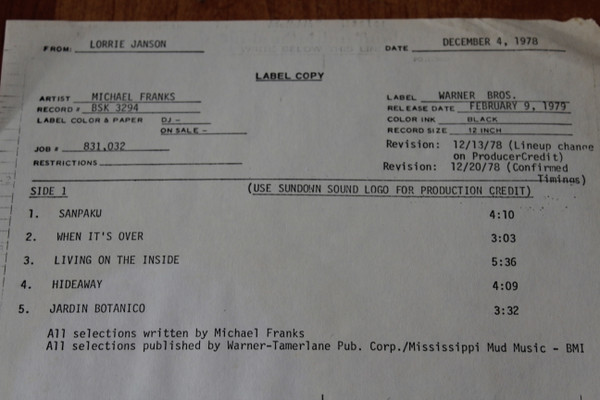 FROM: LORRIE JANSON DATE DECEMBER 4, 1978
LABEL COPY
ARTIST MICHAEL FRANKS LABEL WARNER BROS.
RECORD # BSK 3294 RELEASE DATE FEBRUARY 9, 1979
LABEL COLOR & PAPER DJ - COLOR INK BLACK
ON SALE - RECORD SIZE 12 INCH
JOB # 831,032 Revision: 12/13/78 (Lineup change
on ProducerCredit)
RESTRICTIONS Revision: 12/20/78 (Confirmed
Timings)
SIDE 1 (USE SUNDOWN SOUND LOGO FOR PRODUCTION CREDIT)
1. SANPAKU 4:10
2. WHEN IT'S OVER 3:03
3. LIVING ON THE INSIDE 5:36
4. HIDEAWAY 4:09
5. JARDIN BOTANICO 3:32
All selections written by Michael Franks
All selections published by Warner-Tamerlane Pub. Corp./Mississippi Mud Music - BMI